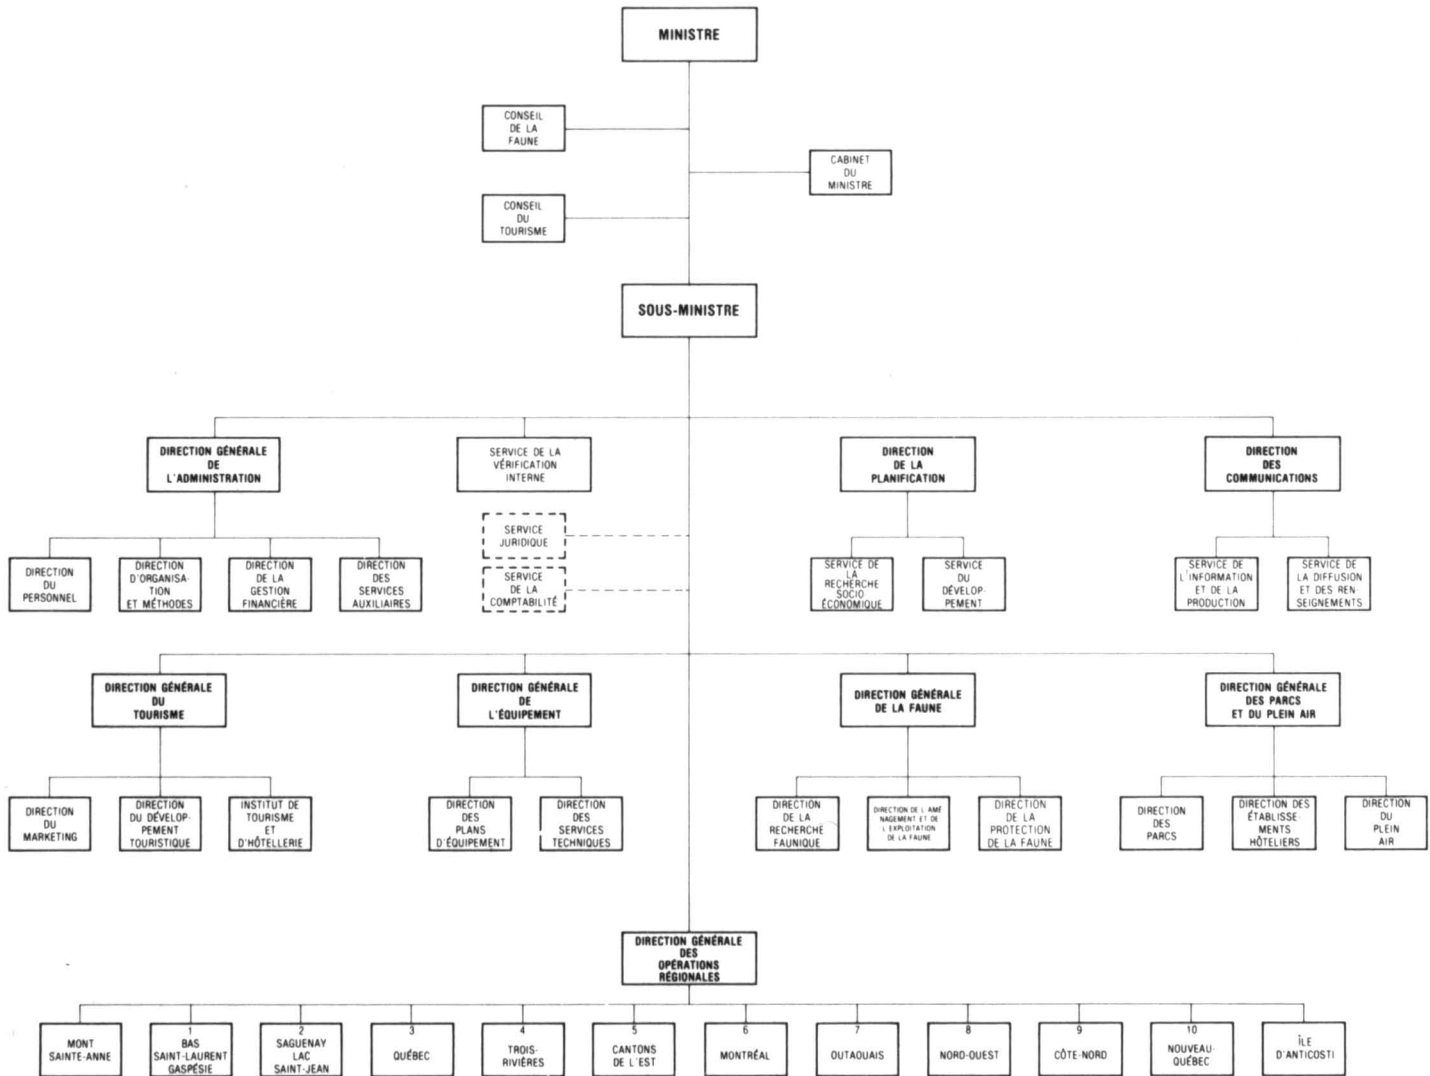 MINISTRE
CONSEIL
DE LA
FAUNE
CABINET
DU
MINISTRE
CONSEIL
DU
TOURISME
SOUS-MINISTRE
DIRECTION GÉNÉRALE
DE
L'ADMINISTRATION
SERVICE DE LA
VÉRIFICATION
INTERNE
DIRECTION
DE LA
PLANIFICATION
DIRECTION
DES
COMMUNICATIONS
SERVICE
JURIDIQUE
SERVICE
DE LA
COMPTABILITÉ
DIRECTION
DU
PERSONNEL
DIRECTION
D'ORGANISA-
TION
ET MÉTHODES
DIRECTION
DE LA
GESTION
FINANCIÈRE
DIRECTION
DES
SERVICES
AUXILIAIRES
SERVICE DE
LA
RECHERCHE
SOCIO
ÉCONOMIQUE
SERVICE
DU
DÉVELOP-
PEMENT
SERVICE DE
L'INFORMATION
ET DE LA
PRODUCTION
SERVICE DE
LA DIFFUSION
ET DES REN
SEIGNEMENTS
DIRECTION GÉNÉRALE
DU
TOURISME
DIRECTION GÉNÉRALE
DE
L'ÉQUIPEMENT
DIRECTION GÉNÉRALE
DE LA FAUNE
DIRECTION GÉNÉRALE
DES PARCS
ET DU PLEIN AIR
DIRECTION
DU
MARKETING
DIRECTION
DU DÉVELOP-
PEMENT
TOURISTIQUE
INSTITUT DE
TOURISME
ET
D'HÔTELLERIE
DIRECTION
DES
PLANS
D'ÉQUIPEMENT
DIRECTION
DES
SERVICES
TECHNIQUES
DIRECTION
DE LA
RECHERCHE
FAUNIQUE
DIRECTION DE L AMÉ
NAGEMENT ET DE
L EXPLOITATION
DE LA FAUNE
DIRECTION
DE LA
PROTECTION
DE LA FAUNE
DIRECTION
DES
PARCS
DIRECTION DES
ÉTABLISSE-
MENTS
HÔTELIERS
DIRECTION
DU
PLEIN
AIR
DIRECTION GÉNÉRALE
DES
OPÉRATIONS
RÉGIONALES
MONT
SAINTE-ANNE
1
BAS
SAINT-LAURENT
GASPÉSIE
2
SAGUENAY
LAC
SAINT-JEAN
3
QUÉBEC
4
TROIS-
RIVIÈRES
5
CANTONS
DE L'EST
6
MONTRÉAL
7
OUTAOUAIS
8
NORD-OUEST
9
CÔTE-NORD
10
NOUVEAU-
QUÉBEC
ÎLE
D'ANTICOSTI